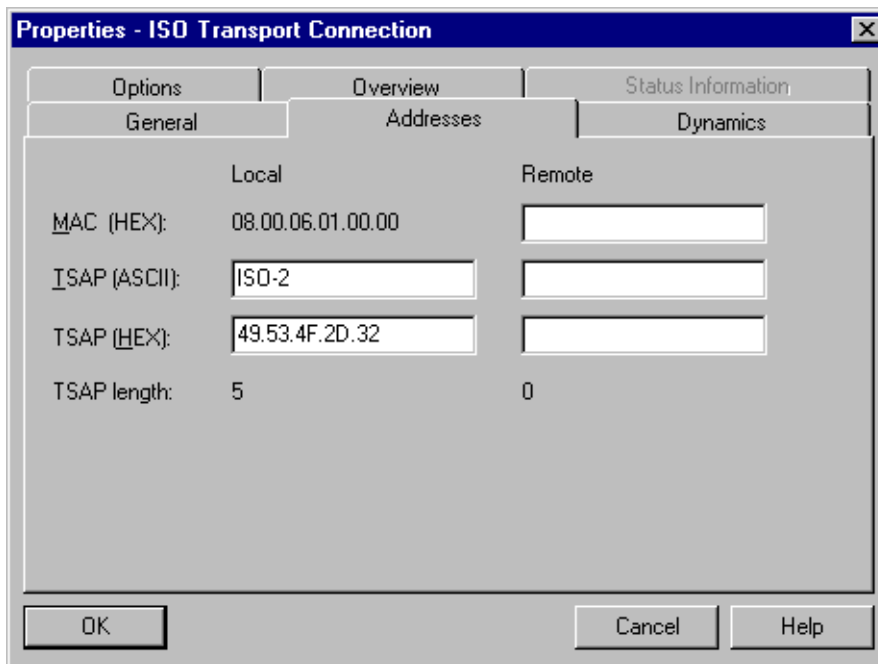 Properties - ISO Transport Connection
Options Overview Status Information
General Addresses Dynamics
Local Remote
MAC (HEX): 08.00.06.01.00.00
TSAP (ASCII): ISO-2
TSAP (HEX): 49.53.4F.2D.32
TSAP length: 5 0
OK Cancel Help